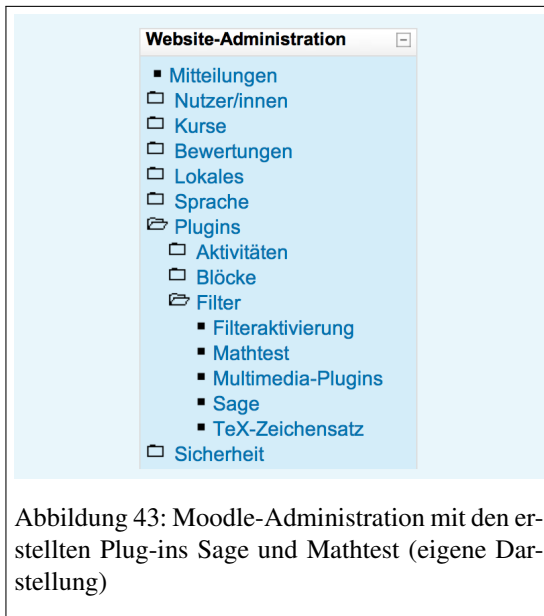 Website-Administration
Mitteilungen
Nutzer/innen
Kurse
Bewertungen
Lokales
Sprache
Plugins
Aktivitäten
Blöcke
Filter
Filteraktivierung
Mathtest
Multimedia-Plugins
Sage
TeX-Zeichensatz
Sicherheit
Abbildung 43: Moodle-Administration mit den er-
stellten Plug-ins Sage und Mathtest (eigene Dar-
stellung)